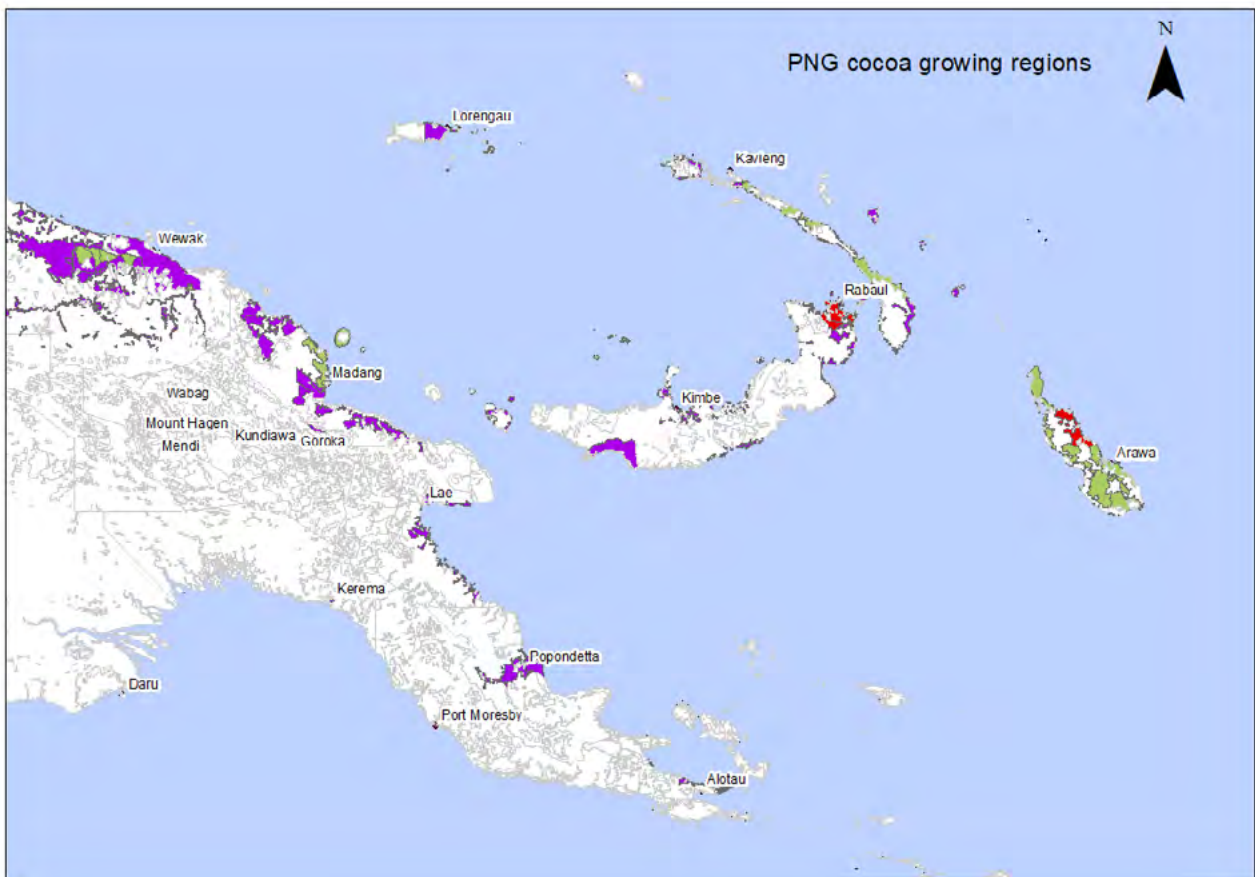 N
PNG cocoa growing regions
Lorengau
Kavieng
Wewak
Rabaul
Madang
Wabag
Kimbe
Mount Hagen
Kundiawa
Goroka
Mendi
Arawa
Lae
Kerema
Popondetta
Daru
Port Moresby
Alotau